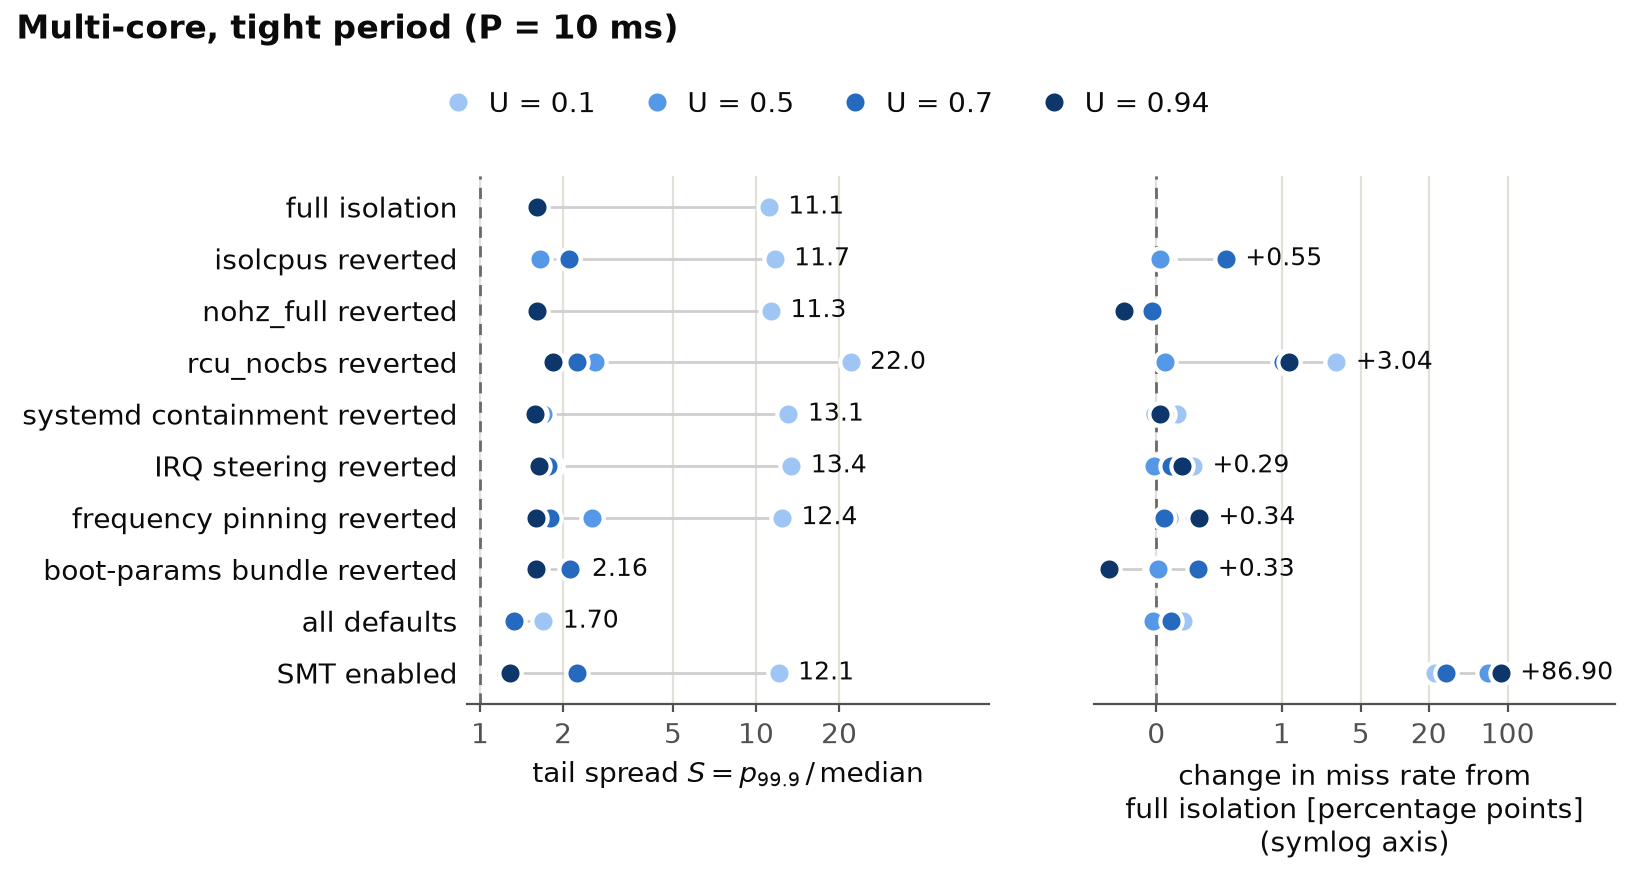 Multi-core, tight period (P = 10 ms)
U = 0.1
U = 0.5
U = 0.7
U = 0.94
full isolation
11.1
isolcpus reverted
11.7
+0.55
nohz_full reverted
11.3
rcu_nocbs reverted
22.0
+3.04
systemd containment reverted
13.1
IRQ steering reverted
13.4
+0.29
frequency pinning reverted
12.4
+0.34
boot-params bundle reverted
2.16
+0.33
all defaults
1.70
SMT enabled
12.1
+86.90
1 2 5 10 20
0 1 5 20 100
tail spread S = p99.9 / median
change in miss rate from
full isolation [percentage points]
(symlog axis)